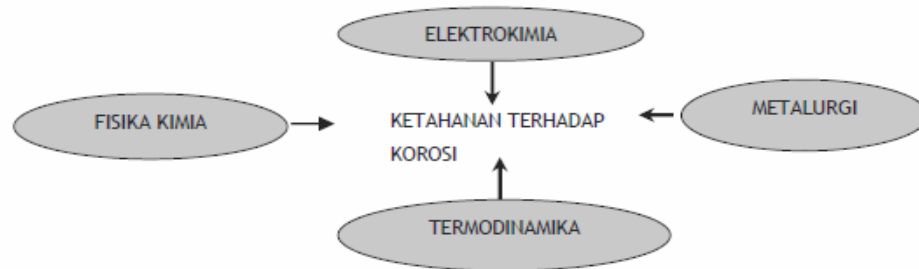 ELEKTROKIMIA
FISIKA KIMIA
KETAHANAN TERHADAP
KOROSI
METALURGI
TERMODINAMIKA